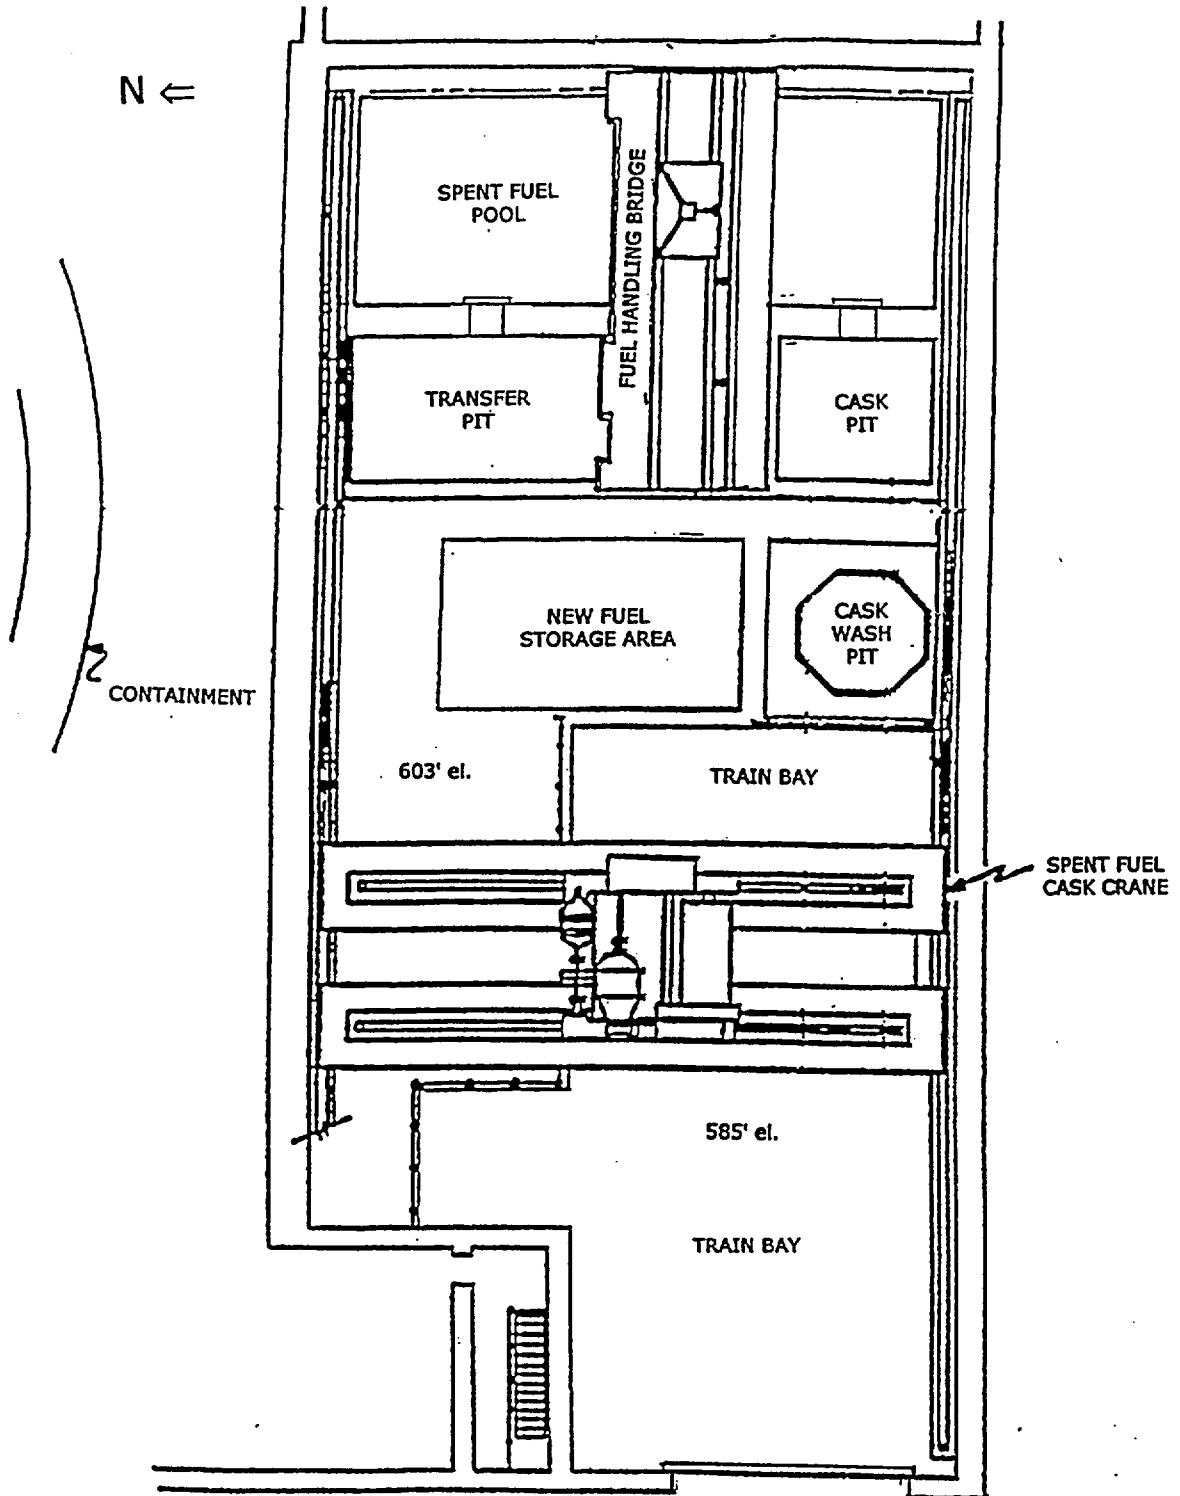 N ⇐
SPENT FUEL
POOL
FUEL HANDLING BRIDGE
TRANSFER
PIT
CASK
PIT
NEW FUEL
STORAGE AREA
CASK
WASH
PIT
CONTAINMENT
603' el.
TRAIN BAY
SPENT FUEL
CASK CRANE
585' el.
TRAIN BAY